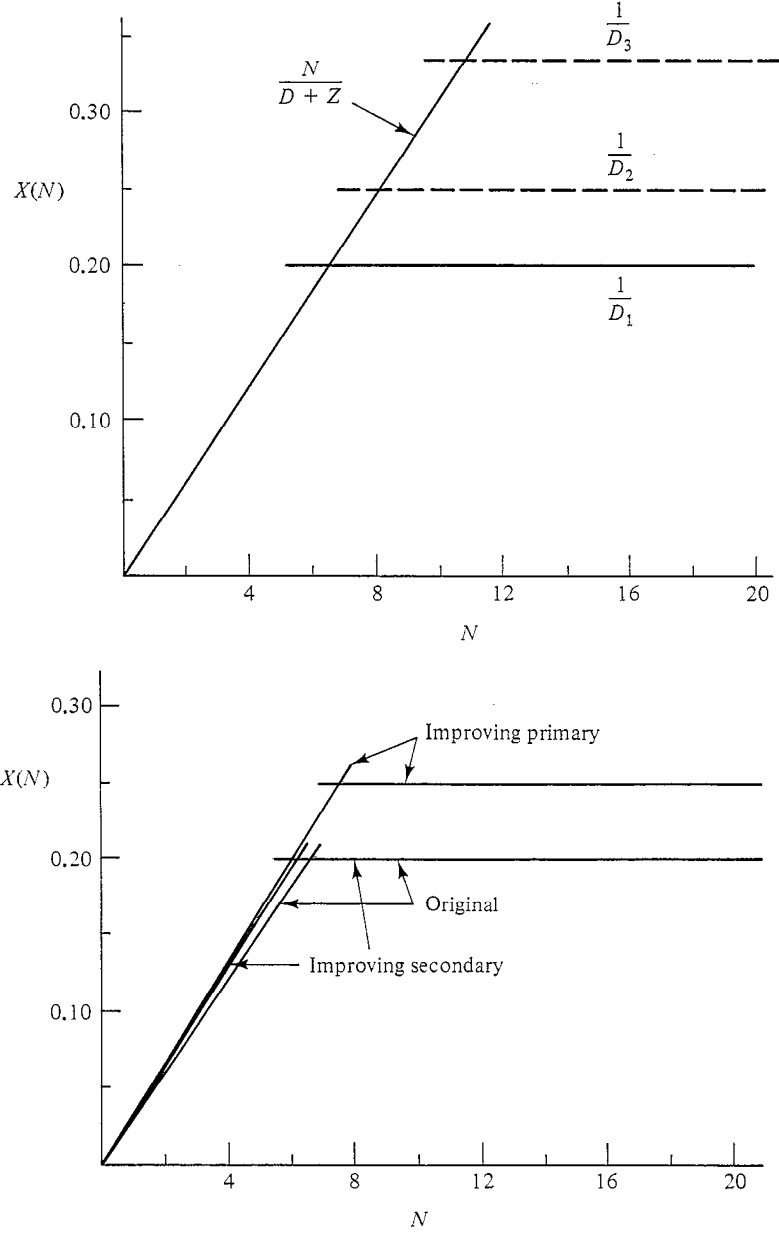 1
D3
N
D + Z
0.30
1
D2
X(N)
0.20
1
D1
0.10
4 8 12 16 20
N
0.30
Improving primary
X(N)
0.20
Original
Improving secondary
0.10
4 8 12 16 20
N